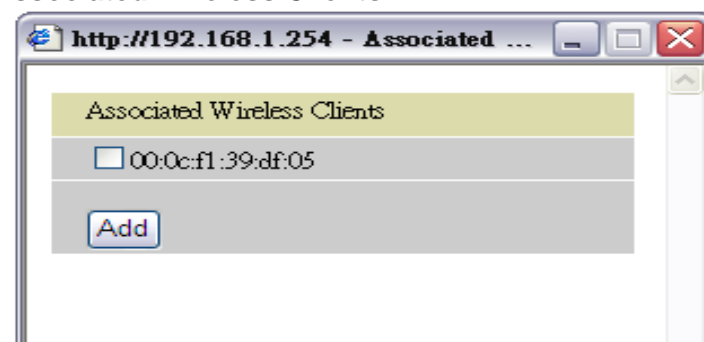 http://192.168.1.254 - Associated ...
Associated Wireless Clients
00:0c:f1:39:df:05
Add